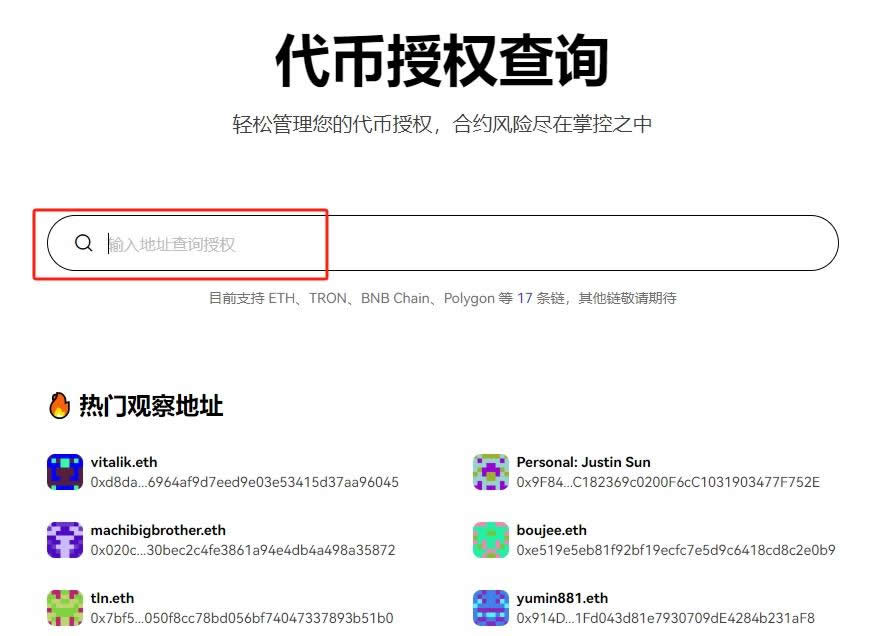 代币授权查询
轻松管理您的代币授权，合约风险尽在掌控之中
输入地址查询授权
目前支持 ETH、TRON、BNB Chain、Polygon 等 17 条链，其他链敬请期待
🔥 热门观察地址
vitalik.eth
0xd8da...6964af9d7eed9e03e53415d37aa96045
Personal: Justin Sun
0x9F84...C182369c0200F6cC1031903477F752E
machibigbrother.eth
0x020c...30bec2c4fe3861a94e4db4a498a35872
boujee.eth
0xe519e5eb81f92bf19ecfc7e5d9c6418cd8c2e0b9
tln.eth
0x7bf5...050f8cc78bd056bf74047337893b51b0
yumin881.eth
0x914D...1Fd043d81e7930709dE4284b231aF8